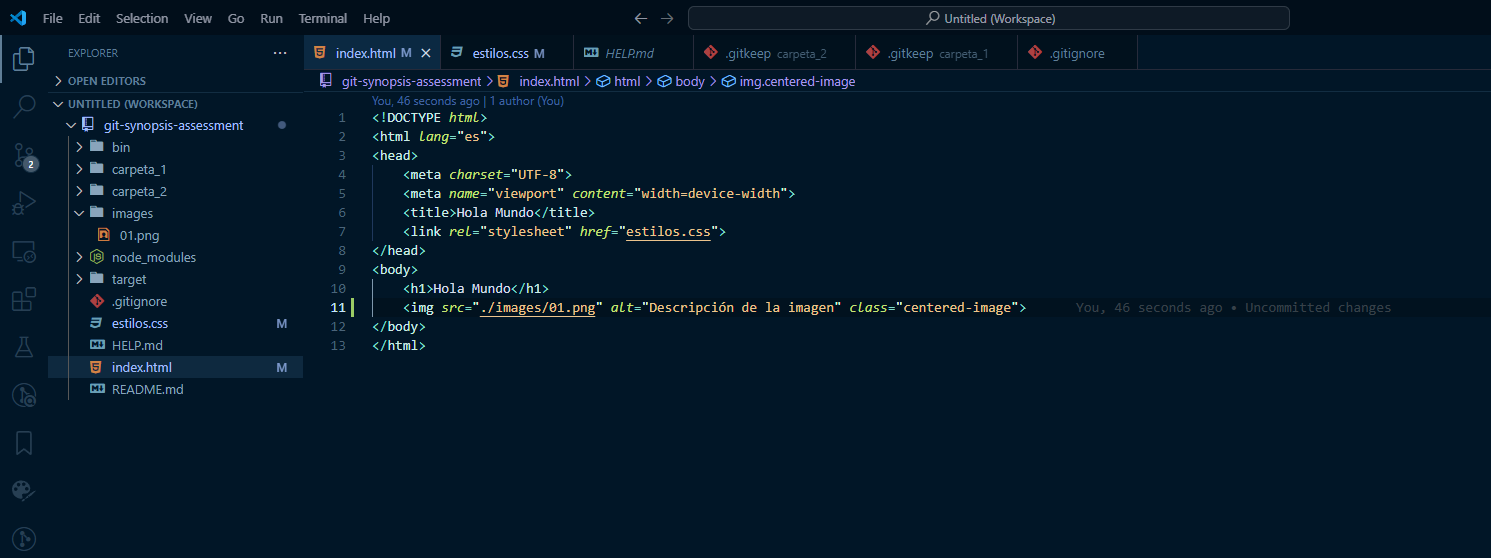 File Edit Selection View Go Run Terminal Help
Untitled (Workspace)
EXPLORER
OPEN EDITORS
UNTITLED (WORKSPACE)
git-synopsis-assessment
bin
carpeta_1
carpeta_2
images
01.png
node_modules
target
.gitignore
estilos.css M
HELP.md
index.html M
README.md
2
index.html M
estilos.css M
HELP.md
.gitkeep carpeta_2
.gitkeep carpeta_1
.gitignore
git-synopsis-assessment > index.html > html > body > img.centered-image
You, 46 seconds ago | 1 author (You)
1 <!DOCTYPE html>
2 <html lang="es">
3 <head>
4 <meta charset="UTF-8">
5 <meta name="viewport" content="width=device-width">
6 <title>Hola Mundo</title>
7 <link rel="stylesheet" href="estilos.css">
8 </head>
9 <body>
10 <h1>Hola Mundo</h1>
11 <img src="./images/01.png" alt="Descripción de la imagen" class="centered-image"> You, 46 seconds ago • Uncommitted changes
12 </body>
13 </html>